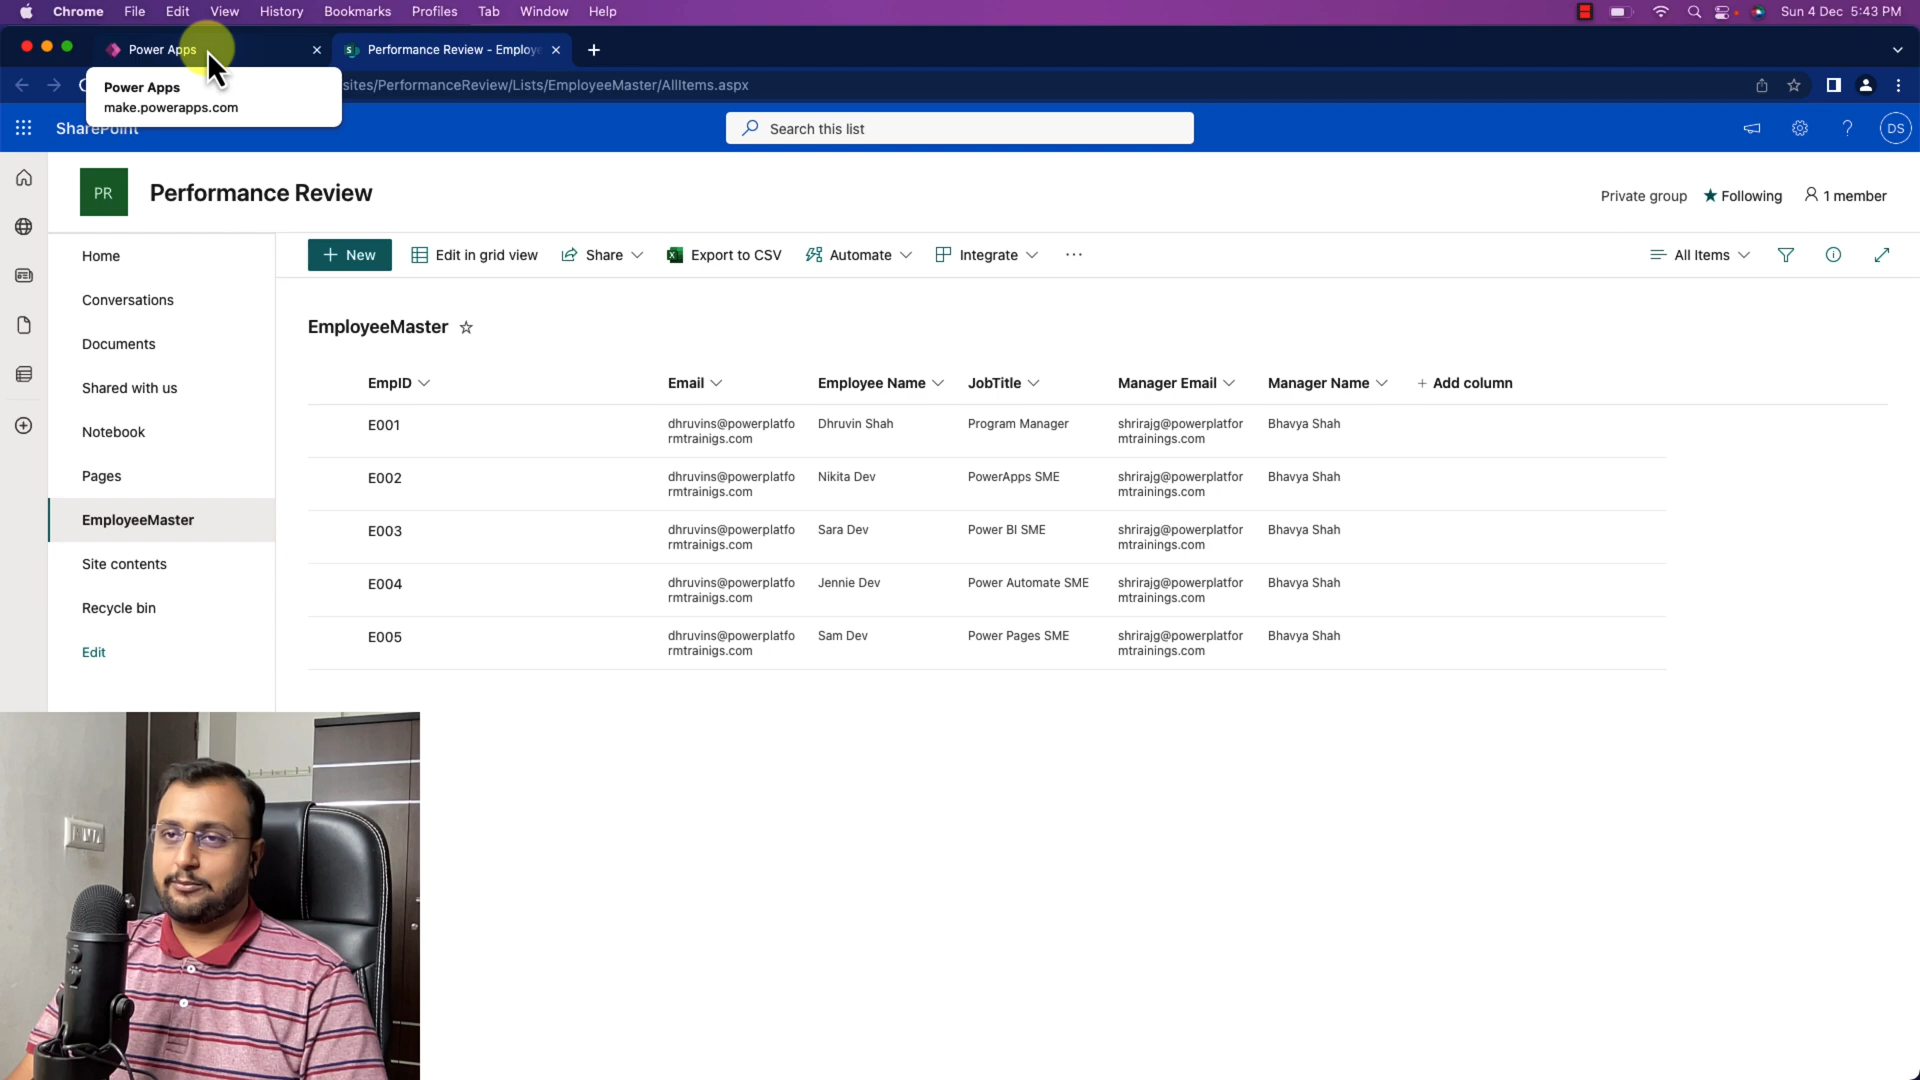 Chrome File Edit View History Bookmarks Profiles Tab Window Help Sun 4 Dec 5:43 PM
Power Apps Performance Review - Employe
Power Apps
make.powerapps.com
sites/PerformanceReview/Lists/EmployeeMaster/AllItems.aspx
SharePoint Search this list DS
PR Performance Review Private group Following 1 member
Home
Conversations
Documents
Shared with us
Notebook
Pages
EmployeeMaster
Site contents
Recycle bin
Edit
New Edit in grid view Share Export to CSV Automate Integrate All Items
EmployeeMaster
EmpID Email Employee Name JobTitle Manager Email Manager Name Add column
E001 dhruvins@powerplatfo Dhruvin Shah Program Manager shrirajg@powerplatfor Bhavya Shah
rmtrainigs.com mtrainings.com
E002 dhruvins@powerplatfo Nikita Dev PowerApps SME shrirajg@powerplatfor Bhavya Shah
rmtrainigs.com mtrainings.com
E003 dhruvins@powerplatfo Sara Dev Power BI SME shrirajg@powerplatfor Bhavya Shah
rmtrainigs.com mtrainings.com
E004 dhruvins@powerplatfo Jennie Dev Power Automate SME shrirajg@powerplatfor Bhavya Shah
rmtrainigs.com mtrainings.com
E005 dhruvins@powerplatfo Sam Dev Power Pages SME shrirajg@powerplatfor Bhavya Shah
rmtrainigs.com mtrainings.com